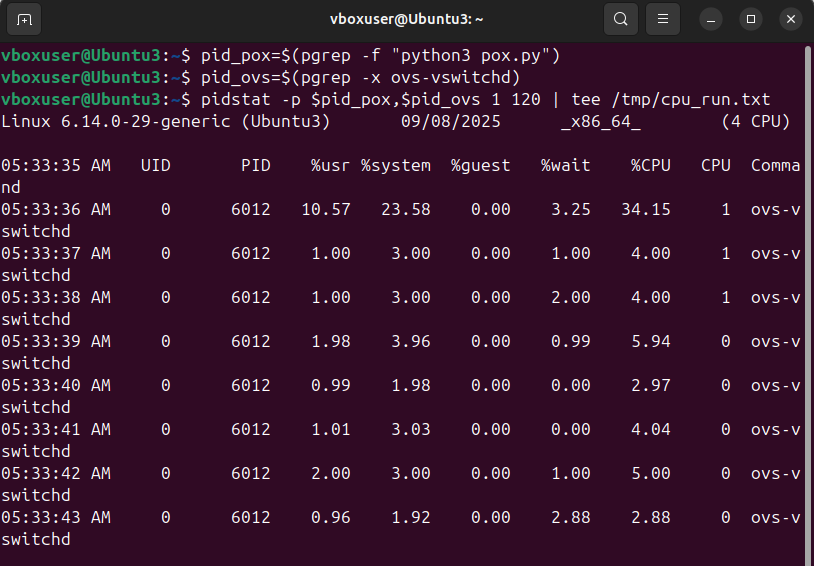 vboxuser@Ubuntu3: ~
vboxuser@Ubuntu3:~$ pid_pox=$(pgrep -f "python3 pox.py")
vboxuser@Ubuntu3:~$ pid_ovs=$(pgrep -x ovs-vswitchd)
vboxuser@Ubuntu3:~$ pidstat -p $pid_pox,$pid_ovs 1 120 | tee /tmp/cpu_run.txt
Linux 6.14.0-29-generic (Ubuntu3) 	09/08/2025 	_x86_64_	(4 CPU)
05:33:35 AM   UID       PID    %usr %system  %guest   %wait    %CPU   CPU  Comma
nd
05:33:36 AM     0      6012   10.57   23.58    0.00    3.25   34.15     1  ovs-v
switchd
05:33:37 AM     0      6012    1.00    3.00    0.00    1.00    4.00     1  ovs-v
switchd
05:33:38 AM     0      6012    1.00    3.00    0.00    2.00    4.00     1  ovs-v
switchd
05:33:39 AM     0      6012    1.98    3.96    0.00    0.99    5.94     0  ovs-v
switchd
05:33:40 AM     0      6012    0.99    1.98    0.00    0.00    2.97     0  ovs-v
switchd
05:33:41 AM     0      6012    1.01    3.03    0.00    0.00    4.04     0  ovs-v
switchd
05:33:42 AM     0      6012    2.00    3.00    0.00    1.00    5.00     0  ovs-v
switchd
05:33:43 AM     0      6012    0.96    1.92    0.00    2.88    2.88     0  ovs-v
switchd